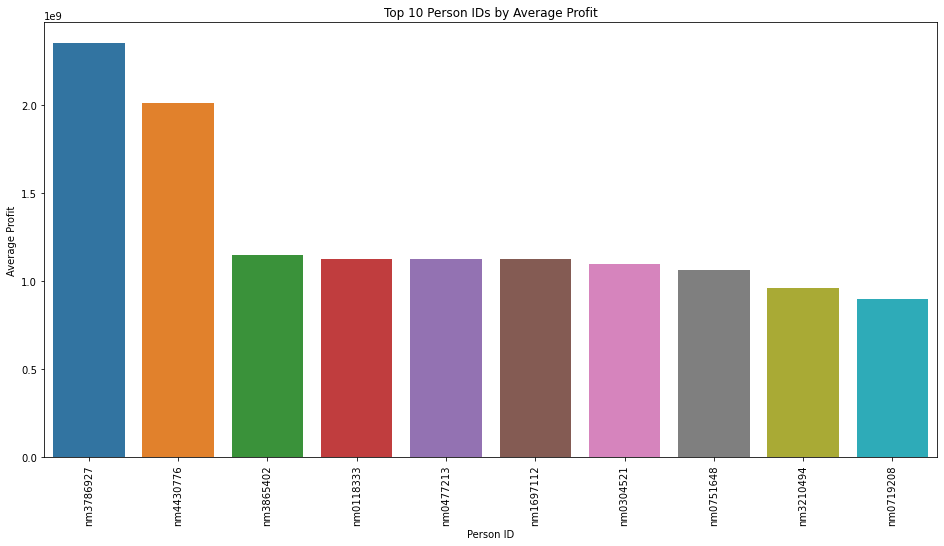 Top 10 Person IDs by Average Profit
1e9
2.0
1.5
1.0
0.5
0.0
Average Profit
nm3786927
nm4430776
nm3865402
nm0118333
nm0477213
nm1697112
nm0304521
nm0751648
nm3210494
nm0719208
Person ID